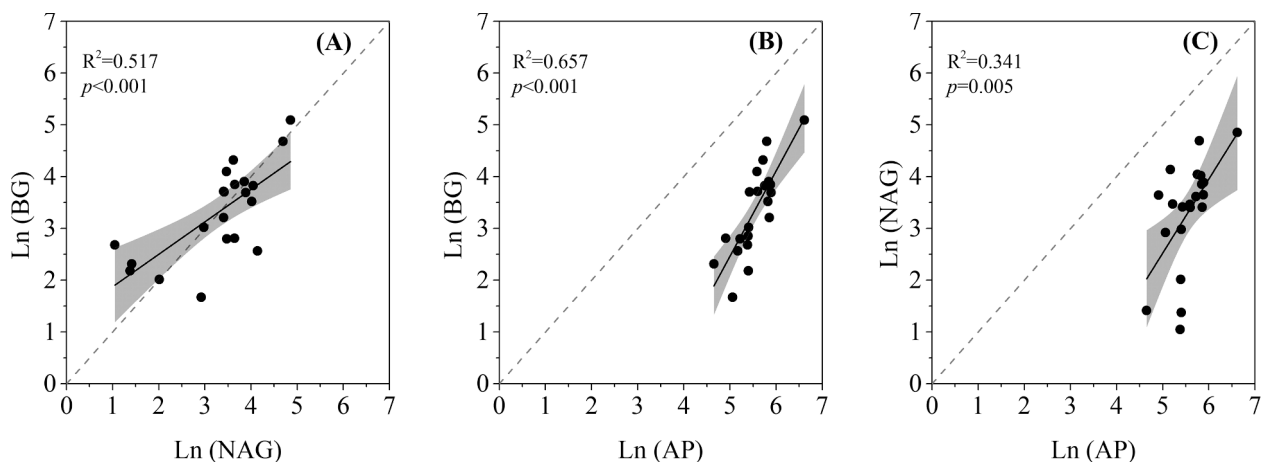 (A)
R²=0.517
p<0.001
Ln (BG)
7
6
5
4
3
2
1
0
0 1 2 3 4 5 6 7
Ln (NAG)
(B)
R²=0.657
p<0.001
Ln (BG)
7
6
5
4
3
2
1
0
0 1 2 3 4 5 6 7
Ln (AP)
(C)
R²=0.341
p=0.005
Ln (NAG)
7
6
5
4
3
2
1
0
0 1 2 3 4 5 6 7
Ln (AP)